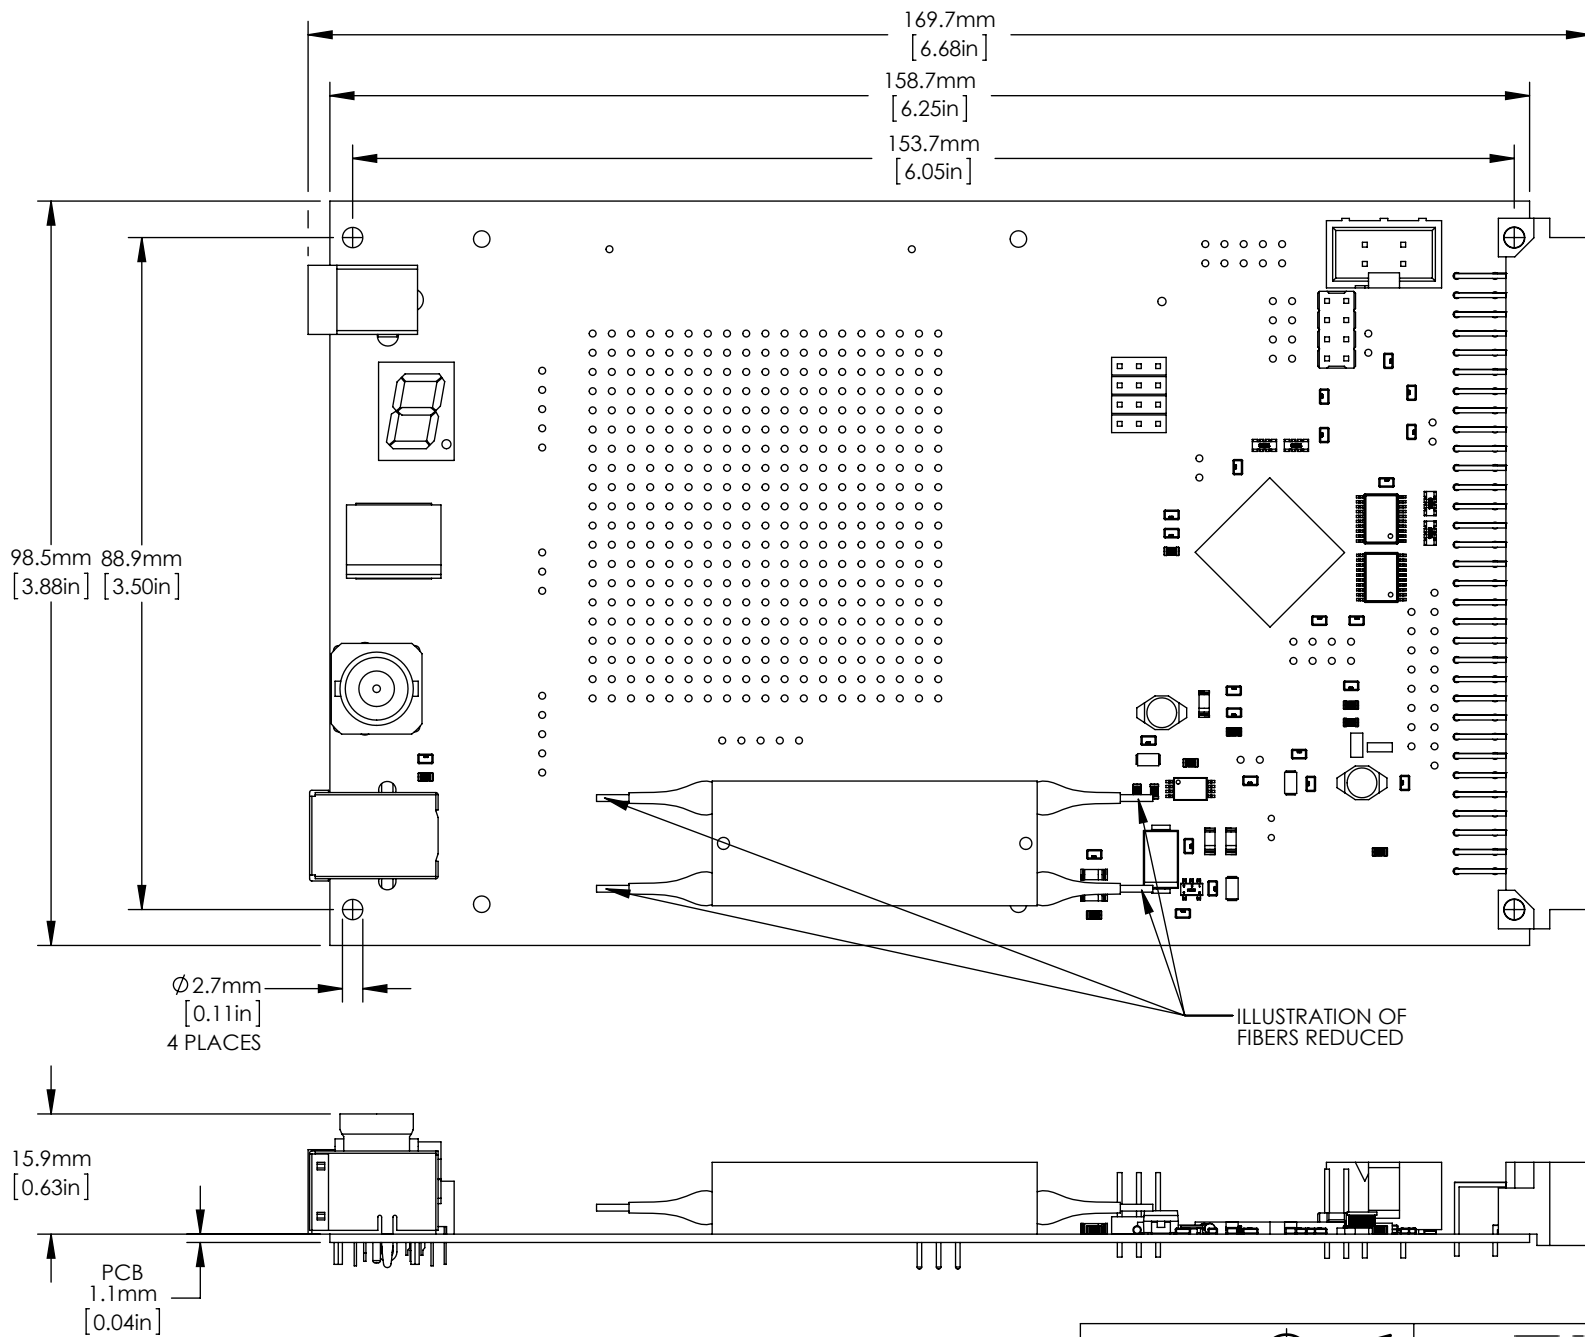 169.7mm
[6.68in]
158.7mm
[6.25in]
153.7mm
[6.05in]
98.5mm
[3.88in]
88.9mm
[3.50in]
Ø2.7mm
[0.11in]
4 PLACES
ILLUSTRATION OF
FIBERS REDUCED
15.9mm
[0.63in]
PCB
1.1mm
[0.04in]